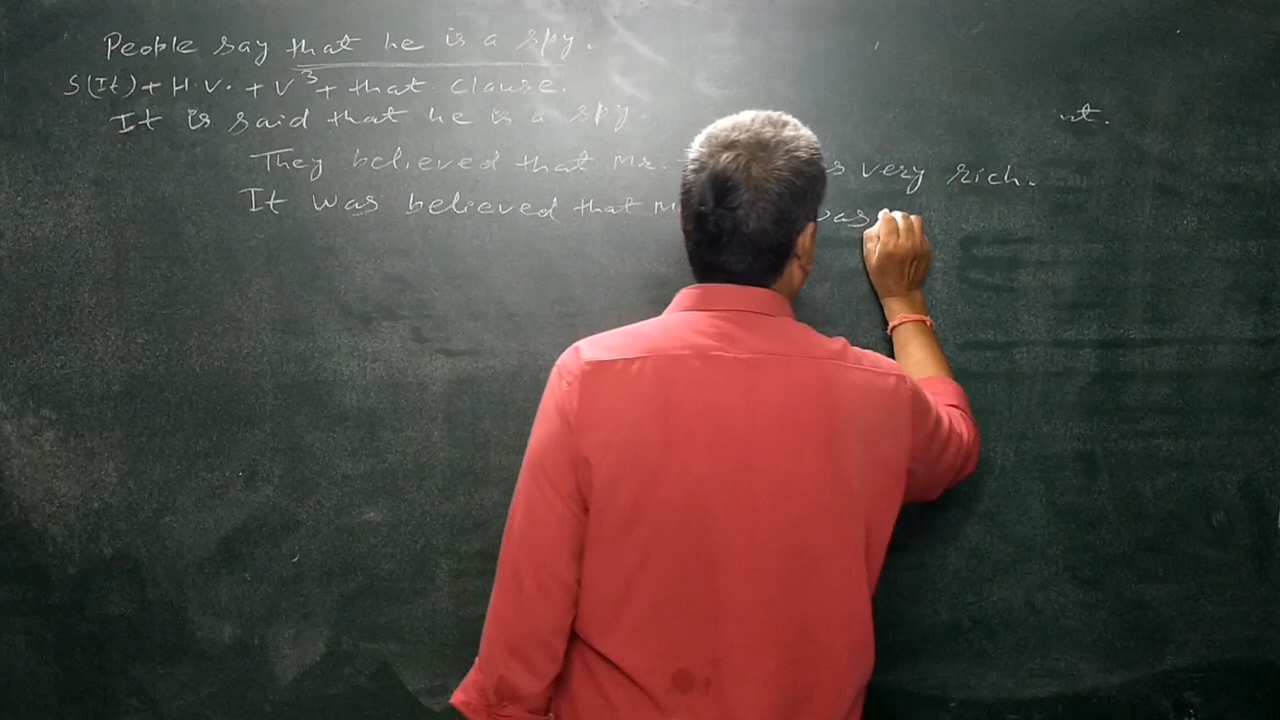 People say that he is a spy.
S(It) + H.V. + V³ + that clause.
It is said that he is a spy.
They believed that Mr. very rich.
It was believed that M was